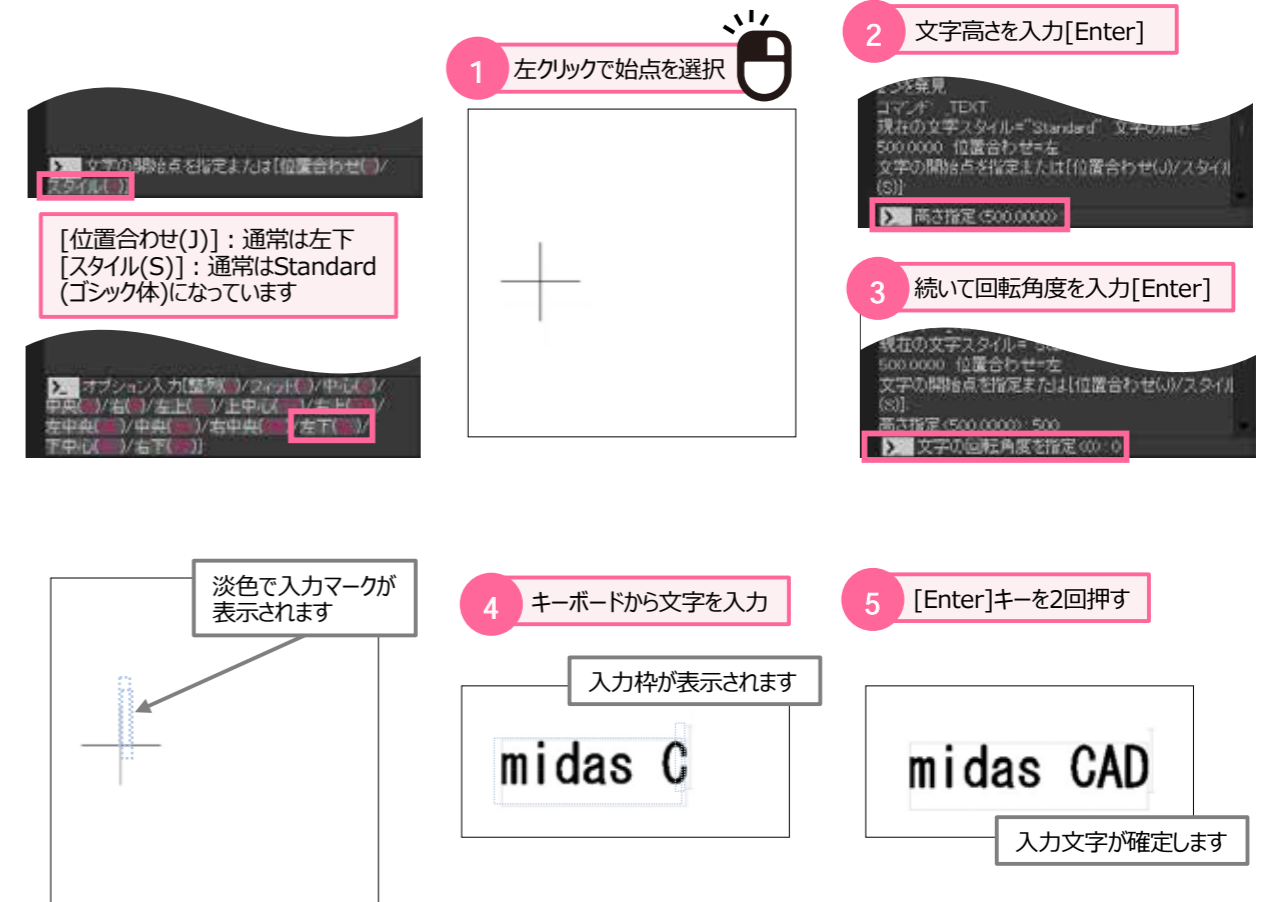 文字の開始点を指定または[位置合わせ( )/
スタイル( )]
[位置合わせ(J)]：通常は左下
[スタイル(S)]：通常はStandard
(ゴシック体)になっています
オプション入力[整列( )/フィット( )/中心( )/
中央( )/右( )/左上( )/上中心( )/右上( )/
左中央( )/中央( )/右中央( )/左下( )/
下中心( )/右下( )]
1 左クリックで始点を選択
2 文字高さを入力[Enter]
つを発見
コマンド: _TEXT
現在の文字スタイル="Standard" 文字の高さ=
500.0000 位置合わせ=左
文字の開始点を指定または[位置合わせ(J)/スタイル
(S)]:
高さ指定<500.0000>
3 続いて回転角度を入力[Enter]
現在の文字スタイル=
500.0000 位置合わせ=左
文字の開始点を指定または[位置合わせ(J)/スタイル
(S)]:
高さ指定<500.0000>: 500
文字の回転角度を指定<0>: 0
淡色で入力マークが
表示されます
4 キーボードから文字を入力
入力枠が表示されます
midas C
5 [Enter]キーを2回押す
midas CAD
入力文字が確定します